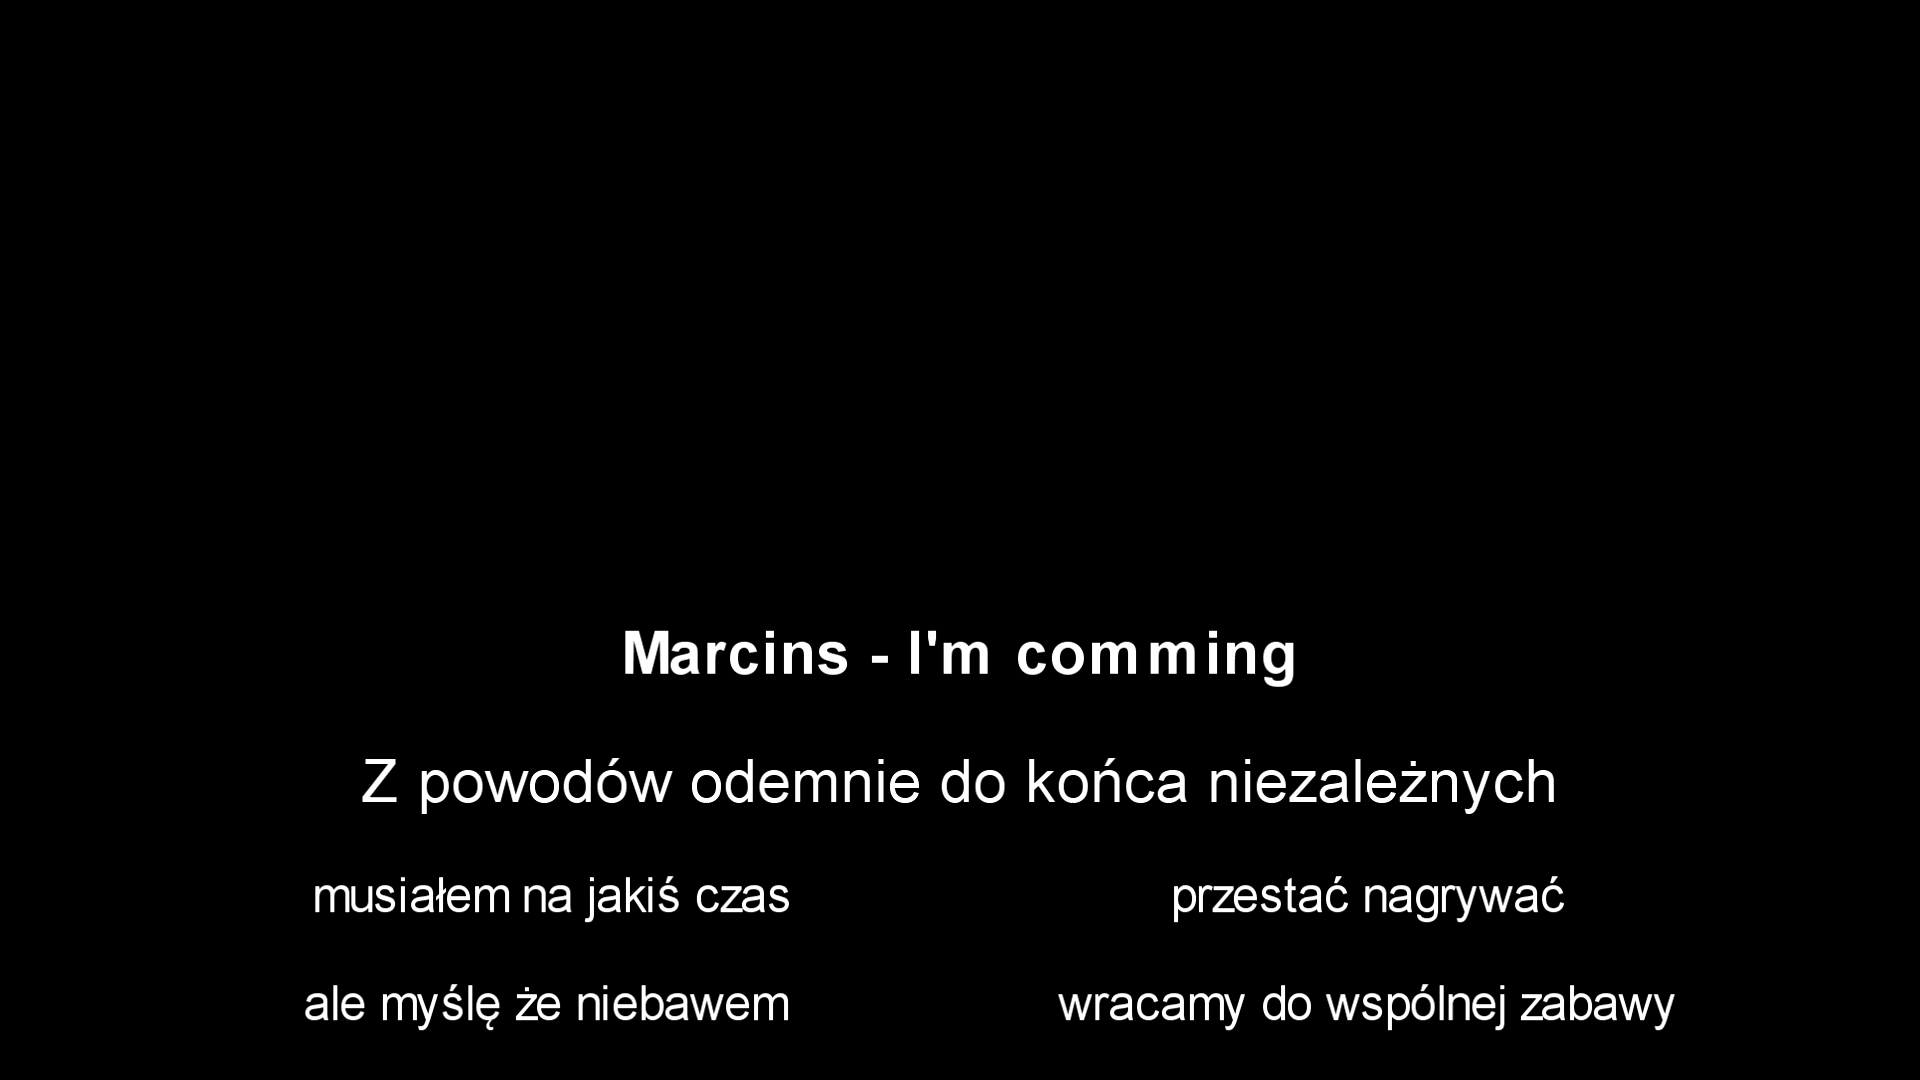 Marcins - I'm comming
Z powodów odemnie do końca niezależnych
musiałem na jakiś czas przestać nagrywać
ale myślę że niebawem wracamy do wspólnej zabawy